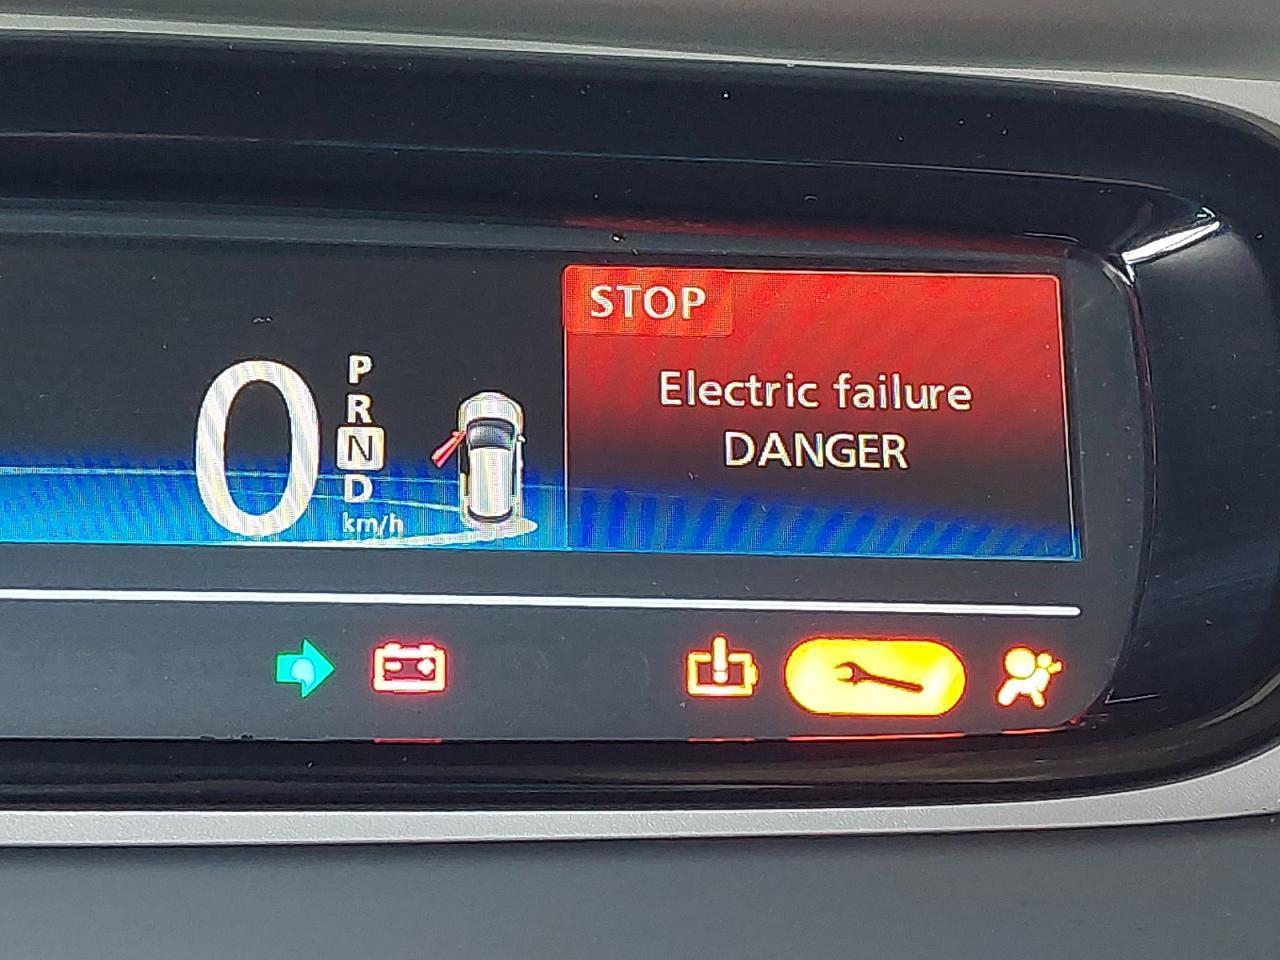 STOP
Electric failure
DANGER
0
P
R
N
D
km/h